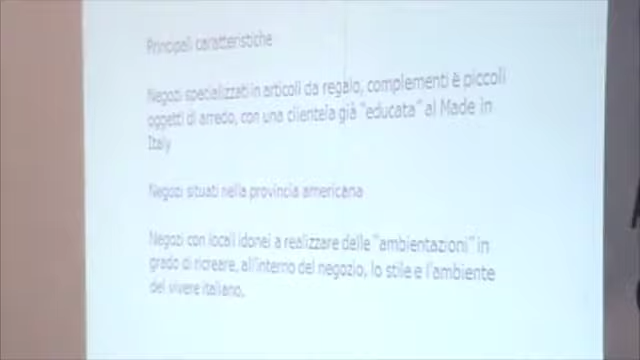 Principali caratteristiche
Negozi specializzati in articoli da regalo, complementi è piccoli
oggetti di arredo, con una clientela già "educata" al Made in
Italy
Negozi situati nella provincia americana
Negozi con locali idonei a realizzare delle "ambientazioni" in
grado di ricreare, all'interno del negozio, lo stile e l'ambiente
del vivere italiano.